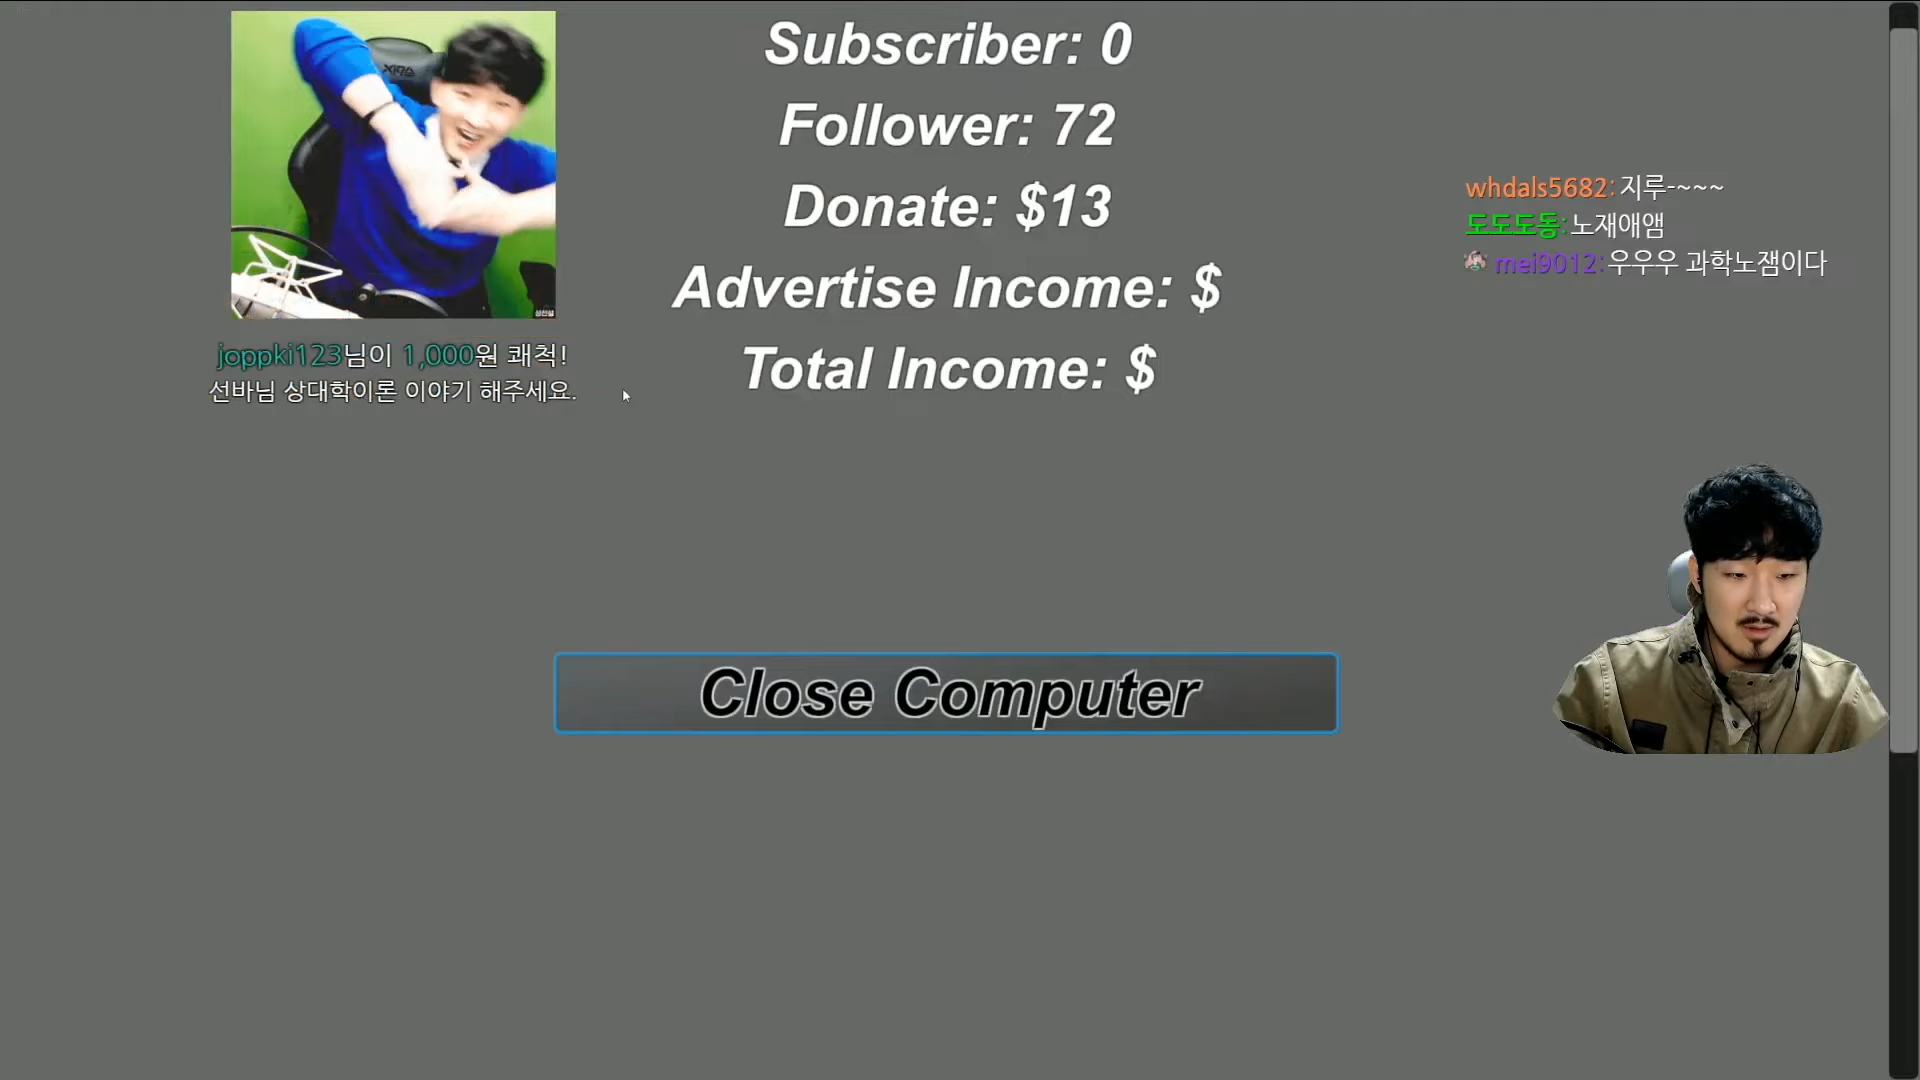 Subscriber: 0
Follower: 72
Donate: $13
Advertise Income: $
Total Income: $
joppki123님이 1,000원 쾌척!
선바님 상대학이론 이야기 해주세요.
whdals5682: 지루-~~~
도도도동: 노재애앰
mei9012: 우우우 과학노잼이다
Close Computer